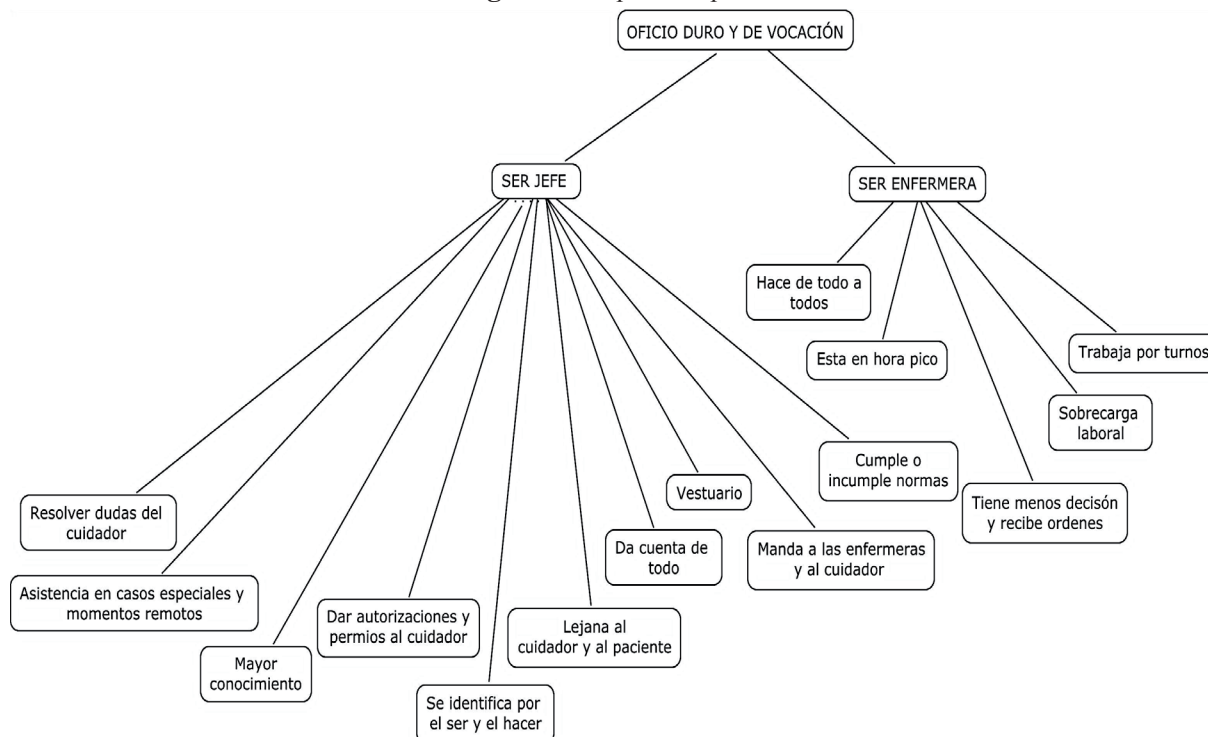 OFICIO DURO Y DE VOCACIÓN
SER JEFE
SER ENFERMERA
Hace de todo a
todos
Esta en hora pico
Trabaja por turnos
Sobrecarga
laboral
Tiene menos decisón
y recibe ordenes
Cumple o
incumple normas
Vestuario
Manda a las enfermeras
y al cuidador
Da cuenta de
todo
Resolver dudas del
cuidador
Asistencia en casos especiales y
momentos remotos
Mayor
conocimiento
Dar autorizaciones y
permios al cuidador
Lejana al
cuidador y al paciente
Se identifica por
el ser y el hacer